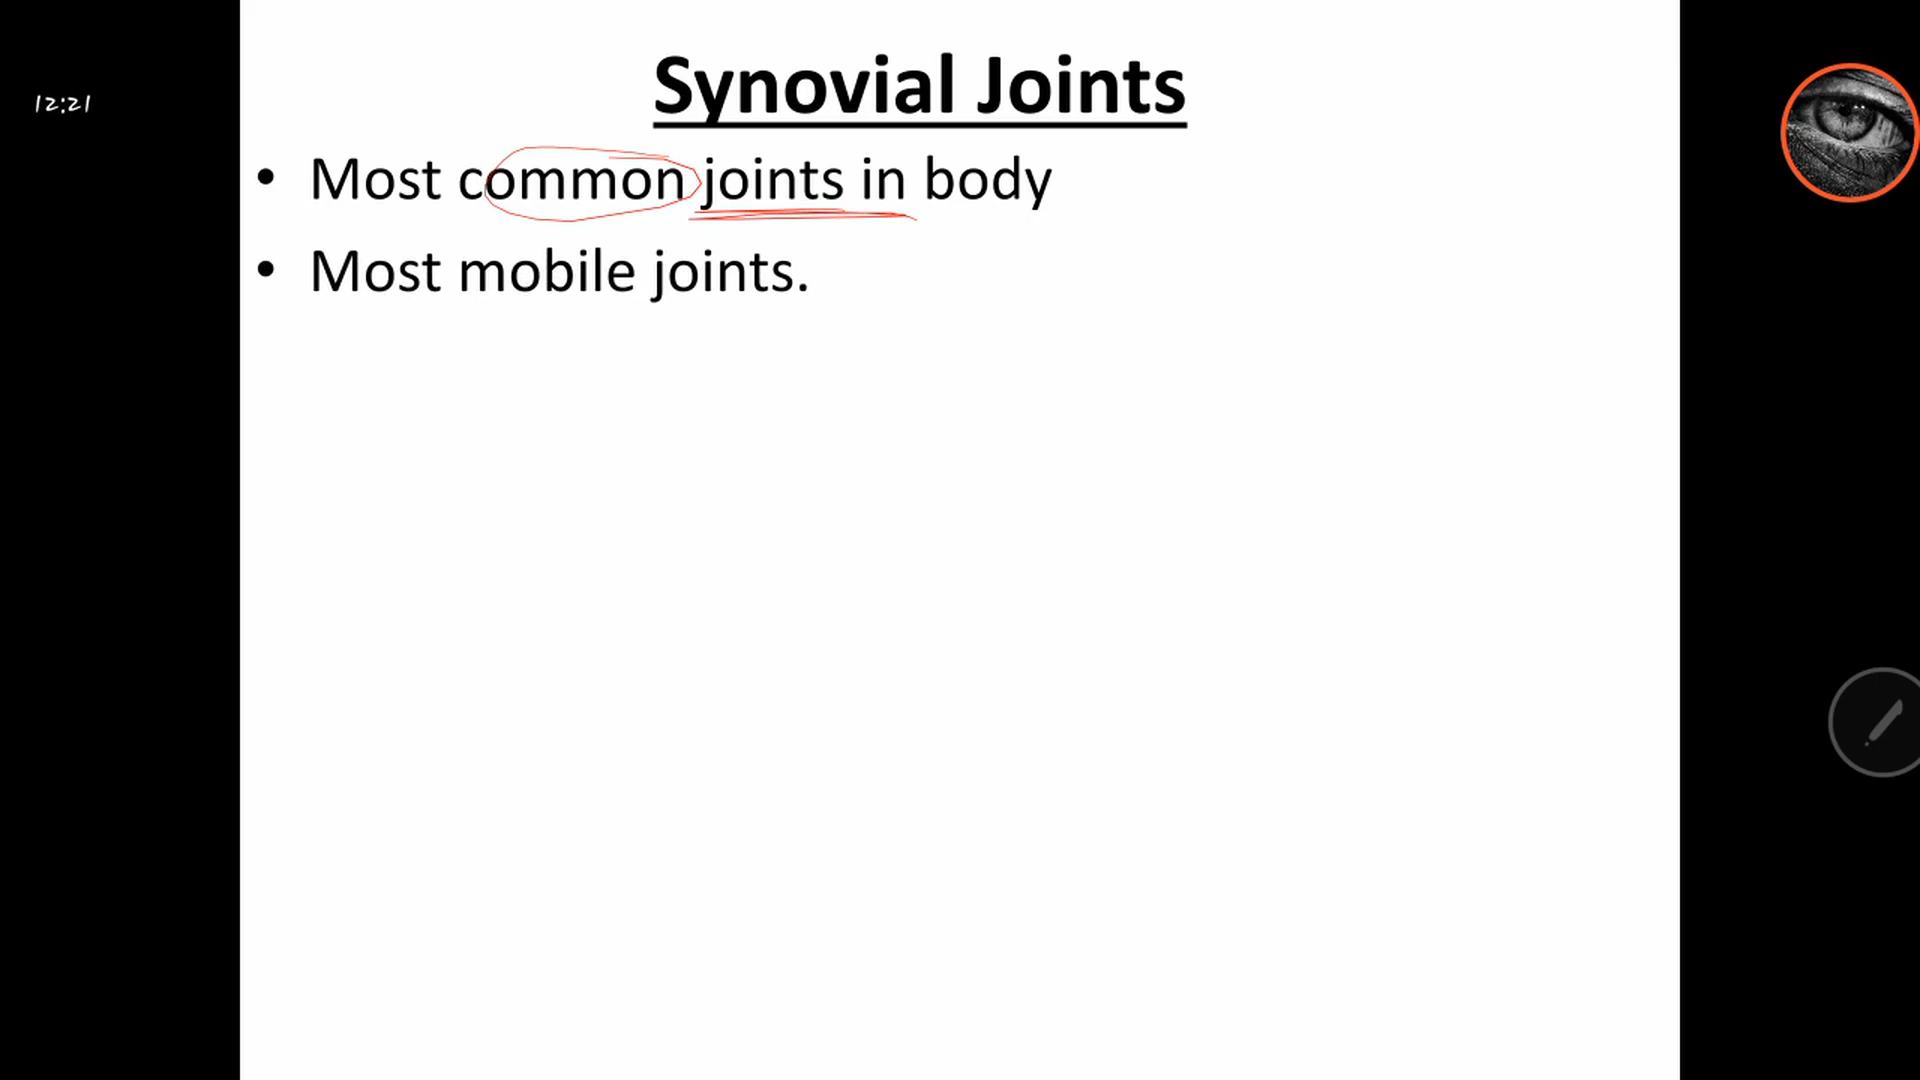 12:21
Synovial Joints
• Most common joints in body
• Most mobile joints.